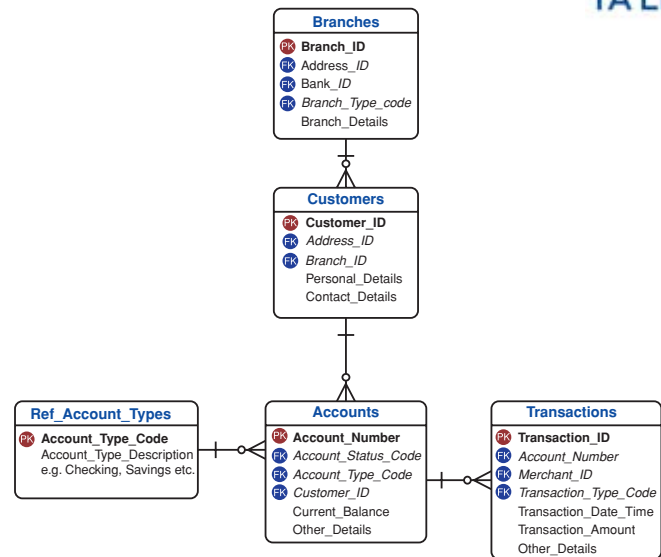 Branches
PK Branch_ID
FK Address_ID
FK Bank_ID
FK Branch_Type_code
Branch_Details
Customers
PK Customer_ID
FK Address_ID
FK Branch_ID
Personal_Details
Contact_Details
Ref_Account_Types
PK Account_Type_Code
Account_Type_Description
e.g. Checking, Savings etc.
Accounts
PK Account_Number
FK Account_Status_Code
FK Account_Type_Code
FK Customer_ID
Current_Balance
Other_Details
Transactions
PK Transaction_ID
FK Account_Number
FK Merchant_ID
FK Transaction_Type_Code
Transaction_Date_Time
Transaction_Amount
Other_Details